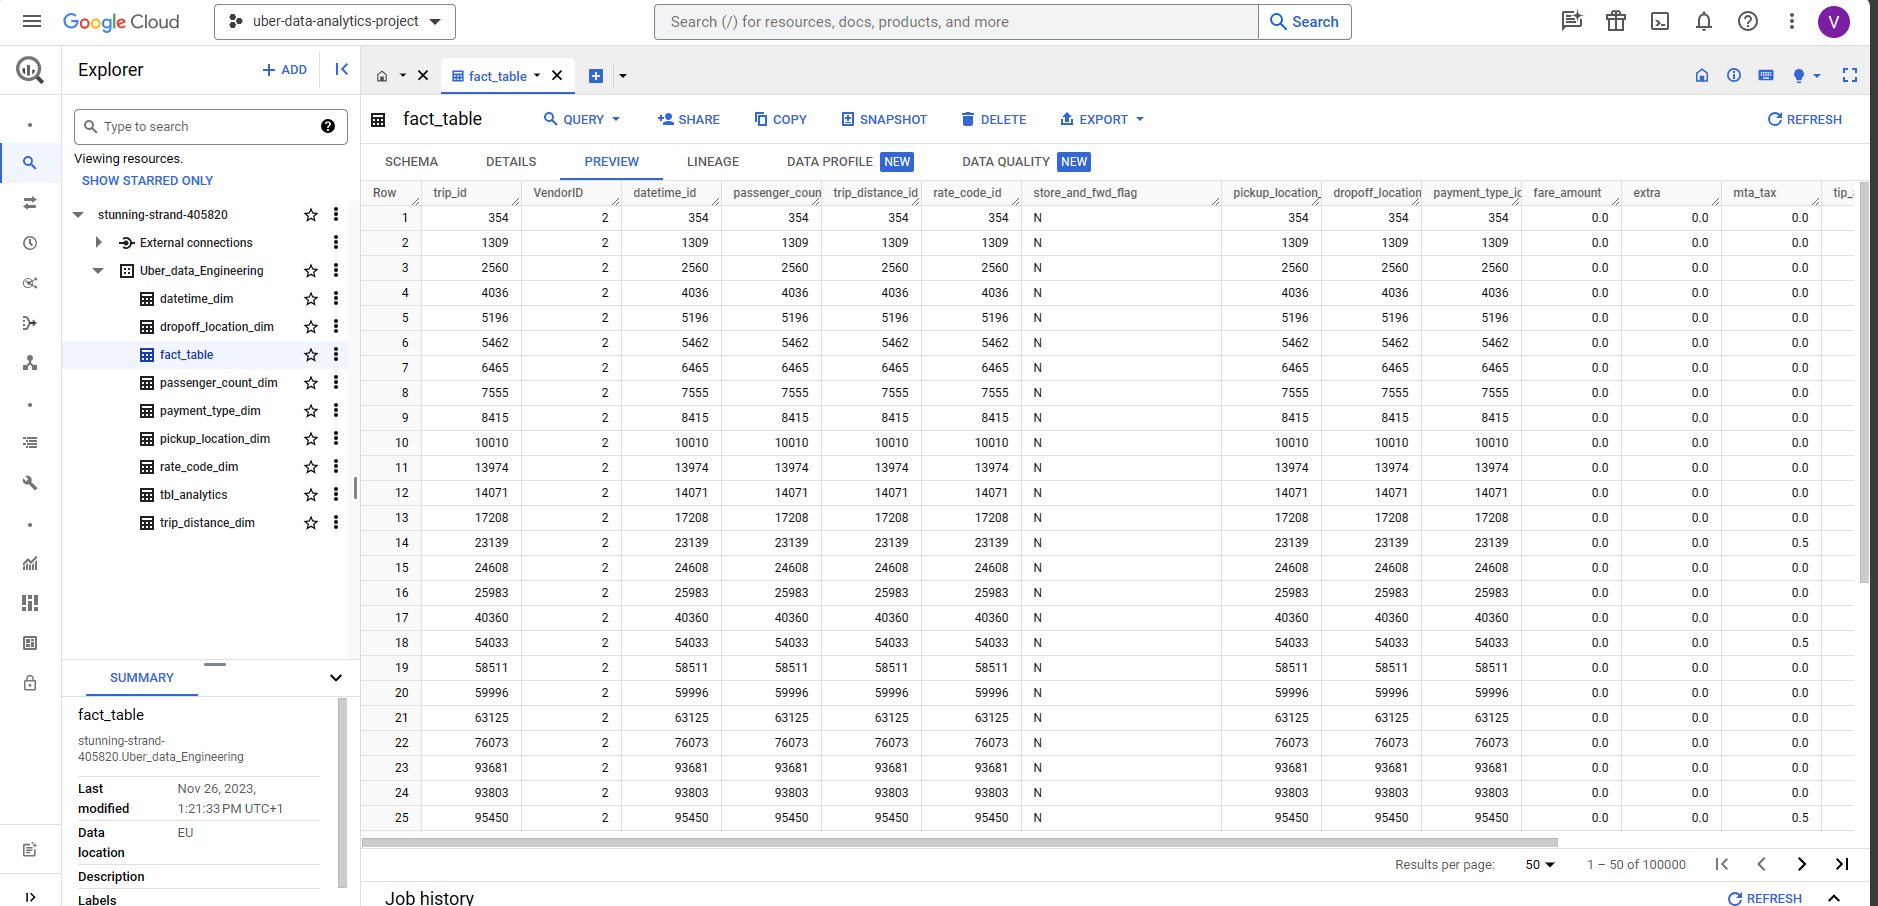 Google Cloud
uber-data-analytics-project
Search (/) for resources, docs, products, and more
Search
V
Explorer
+ ADD
fact_table
Type to search
Viewing resources.
SHOW STARRED ONLY
stunning-strand-405820
External connections
Uber_data_Engineering
datetime_dim
dropoff_location_dim
fact_table
passenger_count_dim
payment_type_dim
pickup_location_dim
rate_code_dim
tbl_analytics
trip_distance_dim
SUMMARY
fact_table
stunning-strand-
405820.Uber_data_Engineering
Last modified Nov 26, 2023, 1:21:33 PM UTC+1
Data location EU
Description
Labels
fact_table
QUERY SHARE COPY SNAPSHOT DELETE EXPORT REFRESH
SCHEMA DETAILS PREVIEW LINEAGE DATA PROFILE NEW DATA QUALITY NEW
Row trip_id VendorID datetime_id passenger_coun trip_distance_id rate_code_id store_and_fwd_flag pickup_location_ dropoff_location payment_type_id fare_amount extra mta_tax tip_
1 354 2 354 354 354 354 N 354 354 354 0.0 0.0 0.0
2 1309 2 1309 1309 1309 1309 N 1309 1309 1309 0.0 0.0 0.0
3 2560 2 2560 2560 2560 2560 N 2560 2560 2560 0.0 0.0 0.0
4 4036 2 4036 4036 4036 4036 N 4036 4036 4036 0.0 0.0 0.0
5 5196 2 5196 5196 5196 5196 N 5196 5196 5196 0.0 0.0 0.0
6 5462 2 5462 5462 5462 5462 N 5462 5462 5462 0.0 0.0 0.0
7 6465 2 6465 6465 6465 6465 N 6465 6465 6465 0.0 0.0 0.0
8 7555 2 7555 7555 7555 7555 N 7555 7555 7555 0.0 0.0 0.0
9 8415 2 8415 8415 8415 8415 N 8415 8415 8415 0.0 0.0 0.0
10 10010 2 10010 10010 10010 10010 N 10010 10010 10010 0.0 0.0 0.0
11 13974 2 13974 13974 13974 13974 N 13974 13974 13974 0.0 0.0 0.0
12 14071 2 14071 14071 14071 14071 N 14071 14071 14071 0.0 0.0 0.0
13 17208 2 17208 17208 17208 17208 N 17208 17208 17208 0.0 0.0 0.0
14 23139 2 23139 23139 23139 23139 N 23139 23139 23139 0.0 0.0 0.5
15 24608 2 24608 24608 24608 24608 N 24608 24608 24608 0.0 0.0 0.0
16 25983 2 25983 25983 25983 25983 N 25983 25983 25983 0.0 0.0 0.0
17 40360 2 40360 40360 40360 40360 N 40360 40360 40360 0.0 0.0 0.0
18 54033 2 54033 54033 54033 54033 N 54033 54033 54033 0.0 0.0 0.5
19 58511 2 58511 58511 58511 58511 N 58511 58511 58511 0.0 0.0 0.0
20 59996 2 59996 59996 59996 59996 N 59996 59996 59996 0.0 0.0 0.0
21 63125 2 63125 63125 63125 63125 N 63125 63125 63125 0.0 0.0 0.0
22 76073 2 76073 76073 76073 76073 N 76073 76073 76073 0.0 0.0 0.0
23 93681 2 93681 93681 93681 93681 N 93681 93681 93681 0.0 0.0 0.0
24 93803 2 93803 93803 93803 93803 N 93803 93803 93803 0.0 0.0 0.0
25 95450 2 95450 95450 95450 95450 N 95450 95450 95450 0.0 0.0 0.5
Results per page: 50 1 – 50 of 100000
Job history REFRESH